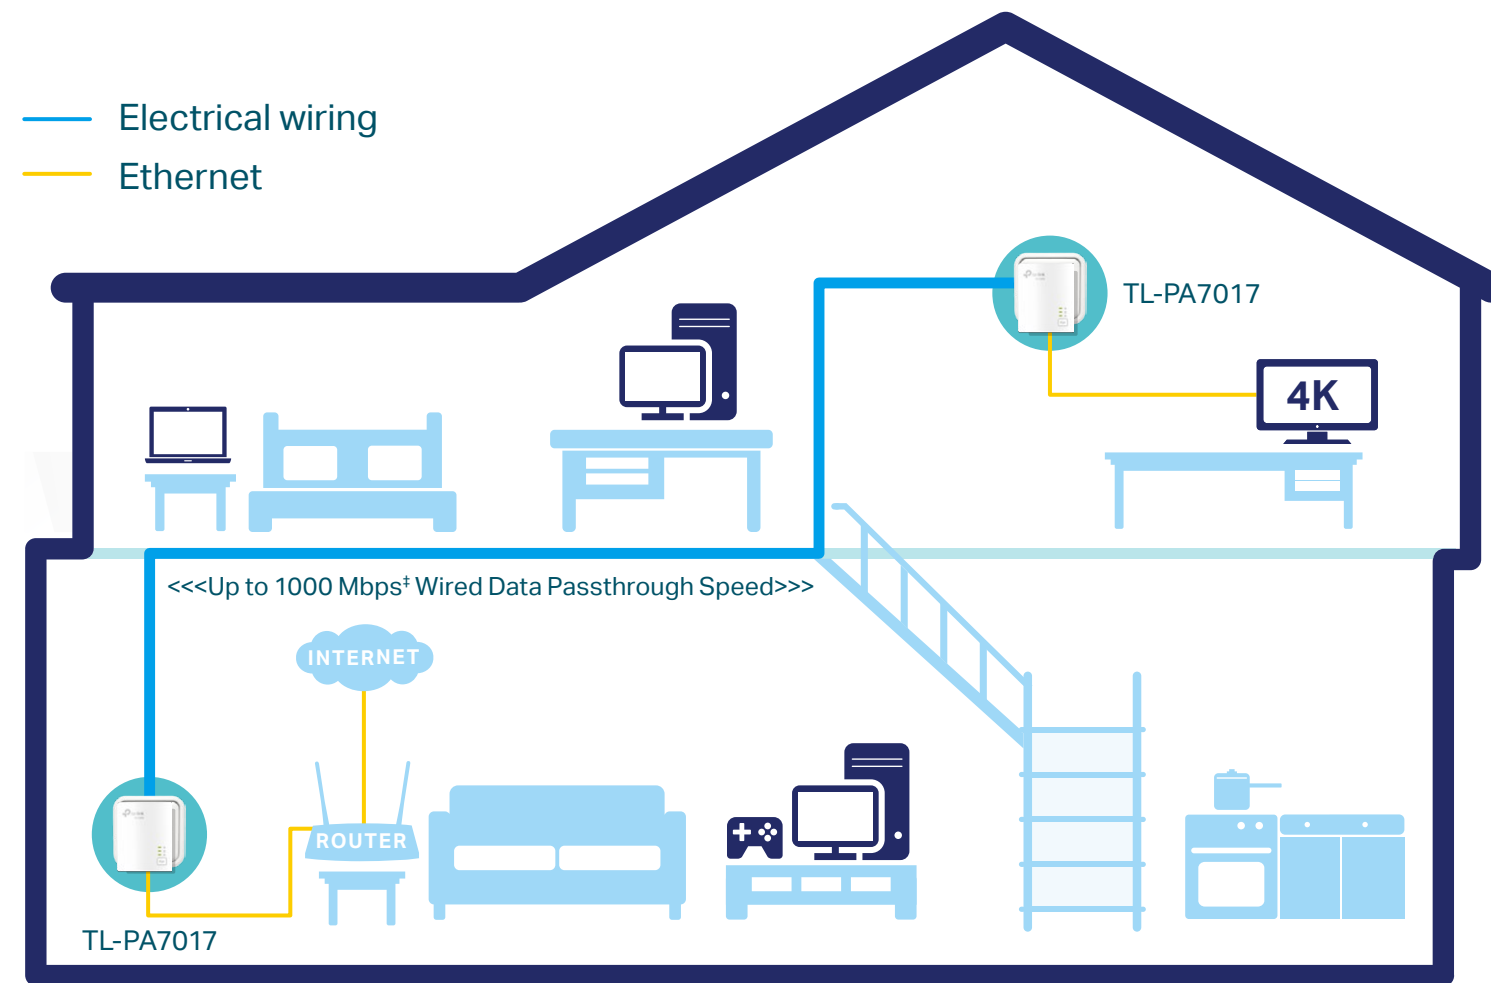 Electrical wiring
Ethernet
TL-PA7017
4K
<<<Up to 1000 Mbps‡ Wired Data Passthrough Speed>>>
INTERNET
ROUTER
TL-PA7017